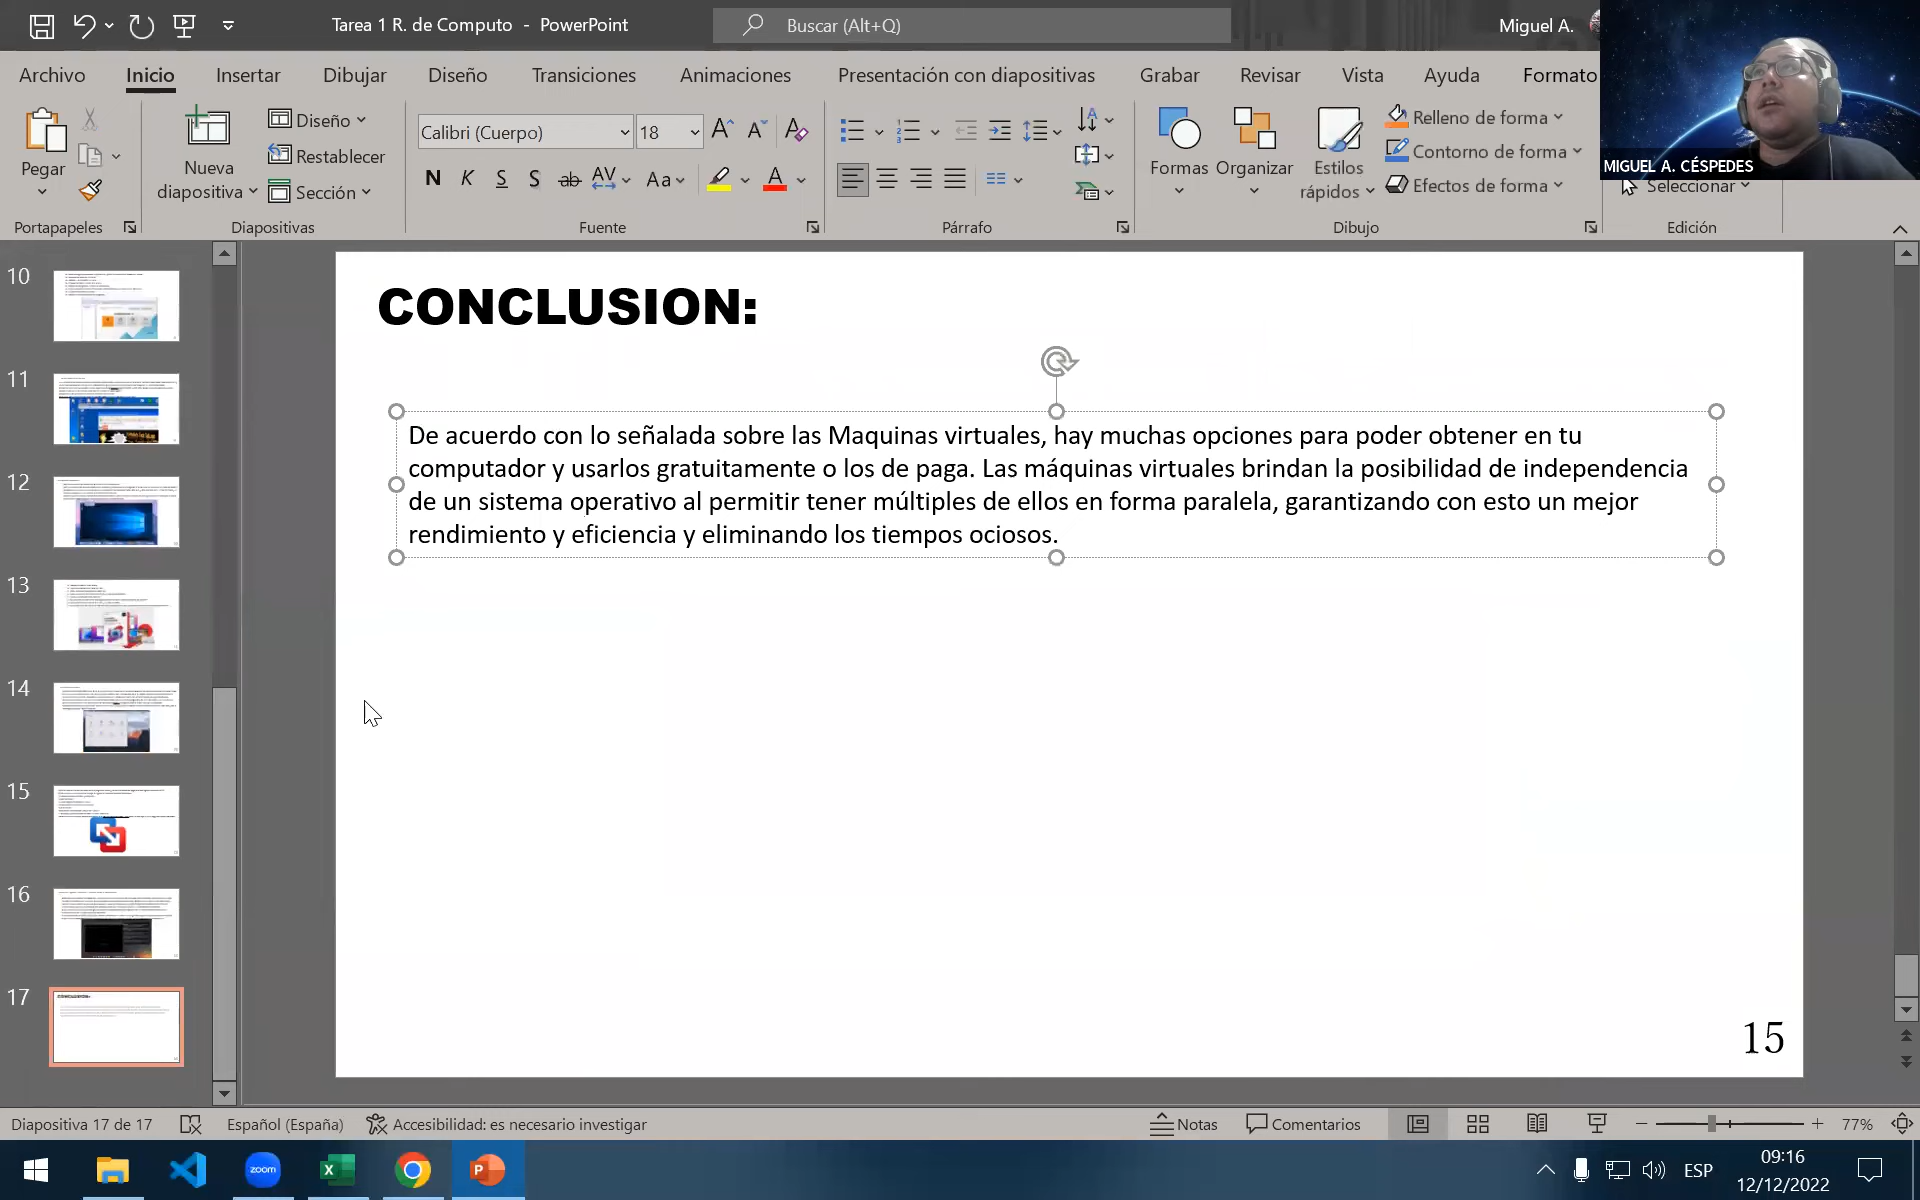 Tarea 1 R. de Computo - PowerPoint
Buscar (Alt+Q)
Miguel A.
Archivo
Inicio
Insertar
Dibujar
Diseño
Transiciones
Animaciones
Presentación con diapositivas
Grabar
Revisar
Vista
Ayuda
Formato
Pegar
Nueva
diapositiva
Diseño
Restablecer
Sección
Calibri (Cuerpo)
18
N K S S ab AV Aa A
Formas
Organizar
Estilos
rápidos
Relleno de forma
Contorno de forma
Efectos de forma
Seleccionar
MIGUEL A. CÉSPEDES
Portapapeles
Diapositivas
Fuente
Párrafo
Dibujo
Edición
10
11
12
13
14
15
16
17
CONCLUSION:
De acuerdo con lo señalada sobre las Maquinas virtuales, hay muchas opciones para poder obtener en tu
computador y usarlos gratuitamente o los de paga. Las máquinas virtuales brindan la posibilidad de independencia
de un sistema operativo al permitir tener múltiples de ellos en forma paralela, garantizando con esto un mejor
rendimiento y eficiencia y eliminando los tiempos ociosos.
15
Diapositiva 17 de 17
Español (España)
Accesibilidad: es necesario investigar
Notas
Comentarios
77%
zoom
ESP
09:16
12/12/2022